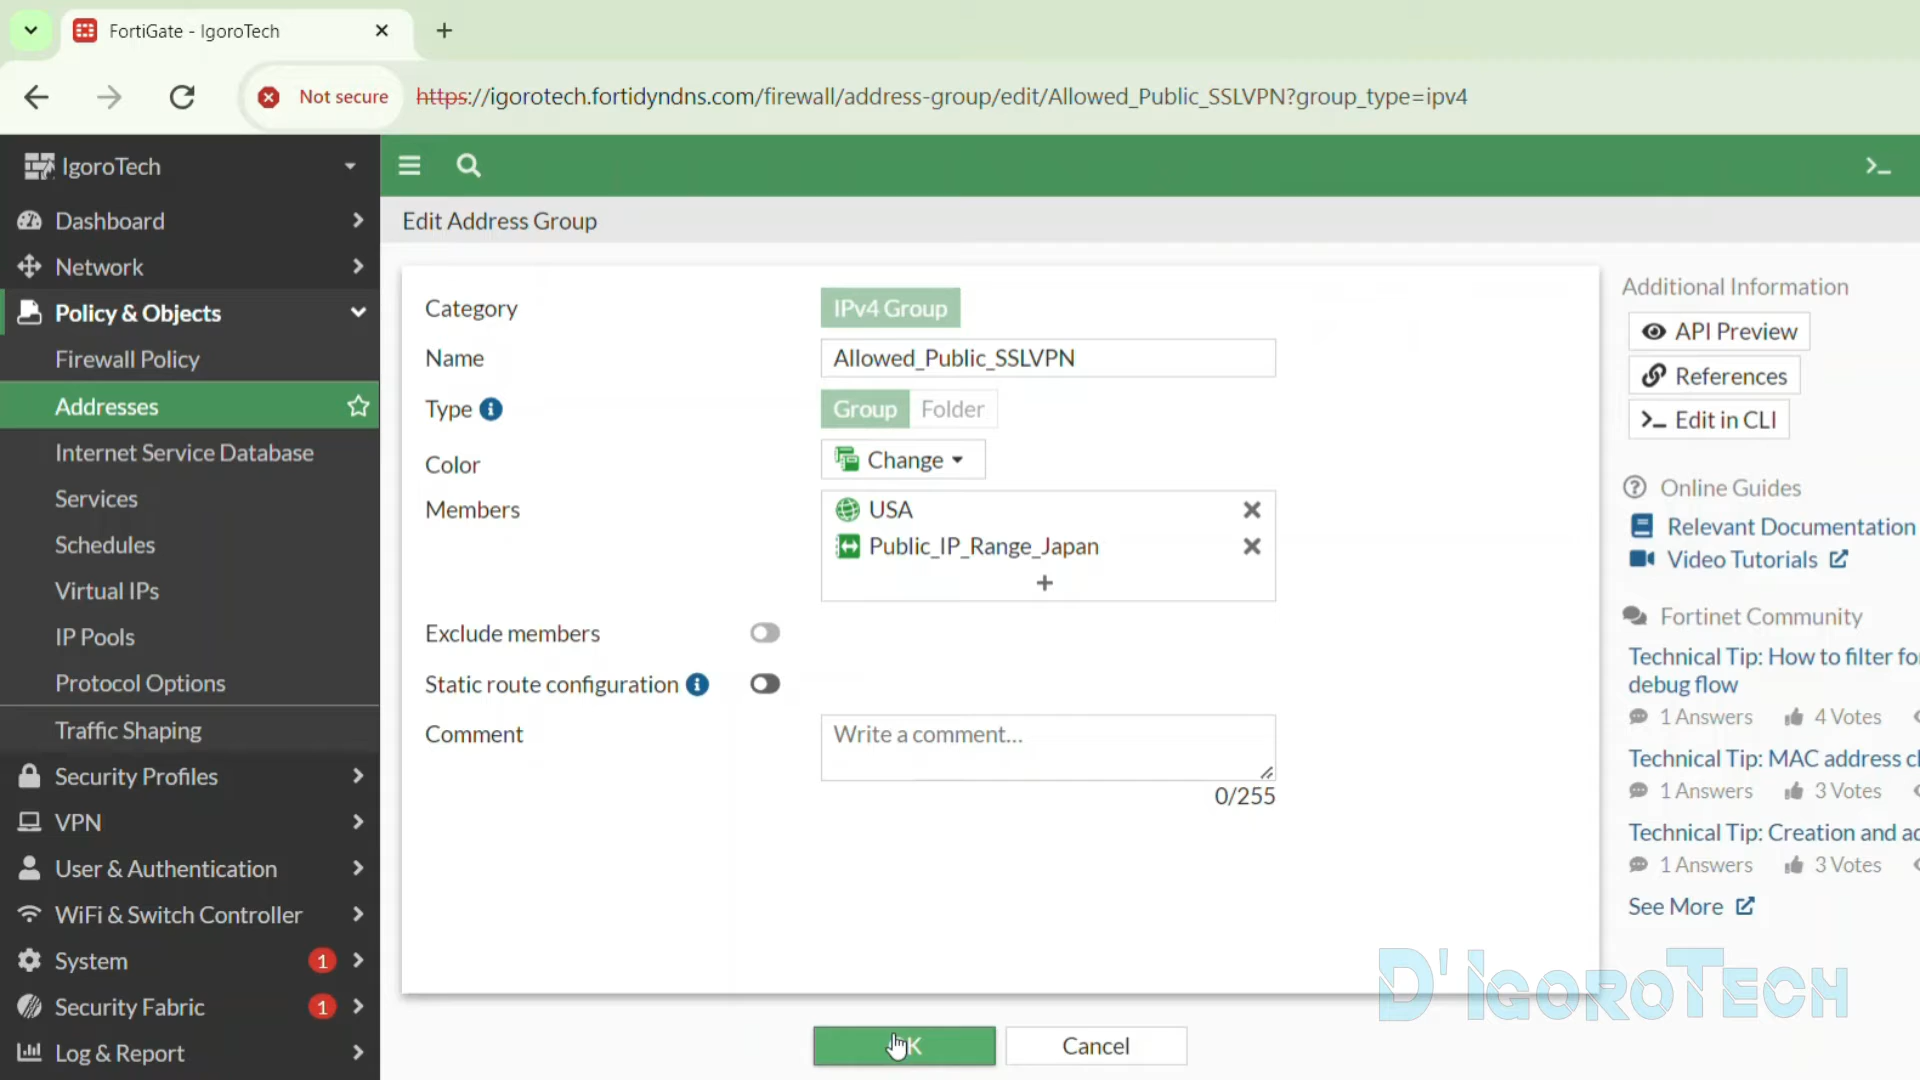 FortiGate - IgoroTech
Not secure
https://igorotech.fortidyndns.com/firewall/address-group/edit/Allowed_Public_SSLVPN?group_type=ipv4
IgoroTech
Dashboard
Network
Policy & Objects
Firewall Policy
Addresses
Internet Service Database
Services
Schedules
Virtual IPs
IP Pools
Protocol Options
Traffic Shaping
Security Profiles
VPN
User & Authentication
WiFi & Switch Controller
System 1
Security Fabric 1
Log & Report
Edit Address Group
Category IPv4 Group
Name Allowed_Public_SSLVPN
Type Group Folder
Color Change
Members USA
Public_IP_Range_Japan
Exclude members
Static route configuration
Comment Write a comment...
0/255
Cancel
Additional Information
API Preview
References
>_ Edit in CLI
Online Guides
Relevant Documentation
Video Tutorials
Fortinet Community
Technical Tip: How to filter
debug flow
1 Answers 4 Votes
Technical Tip: MAC address
1 Answers 3 Votes
Technical Tip: Creation and
1 Answers 3 Votes
See More
D'IGOROTECH